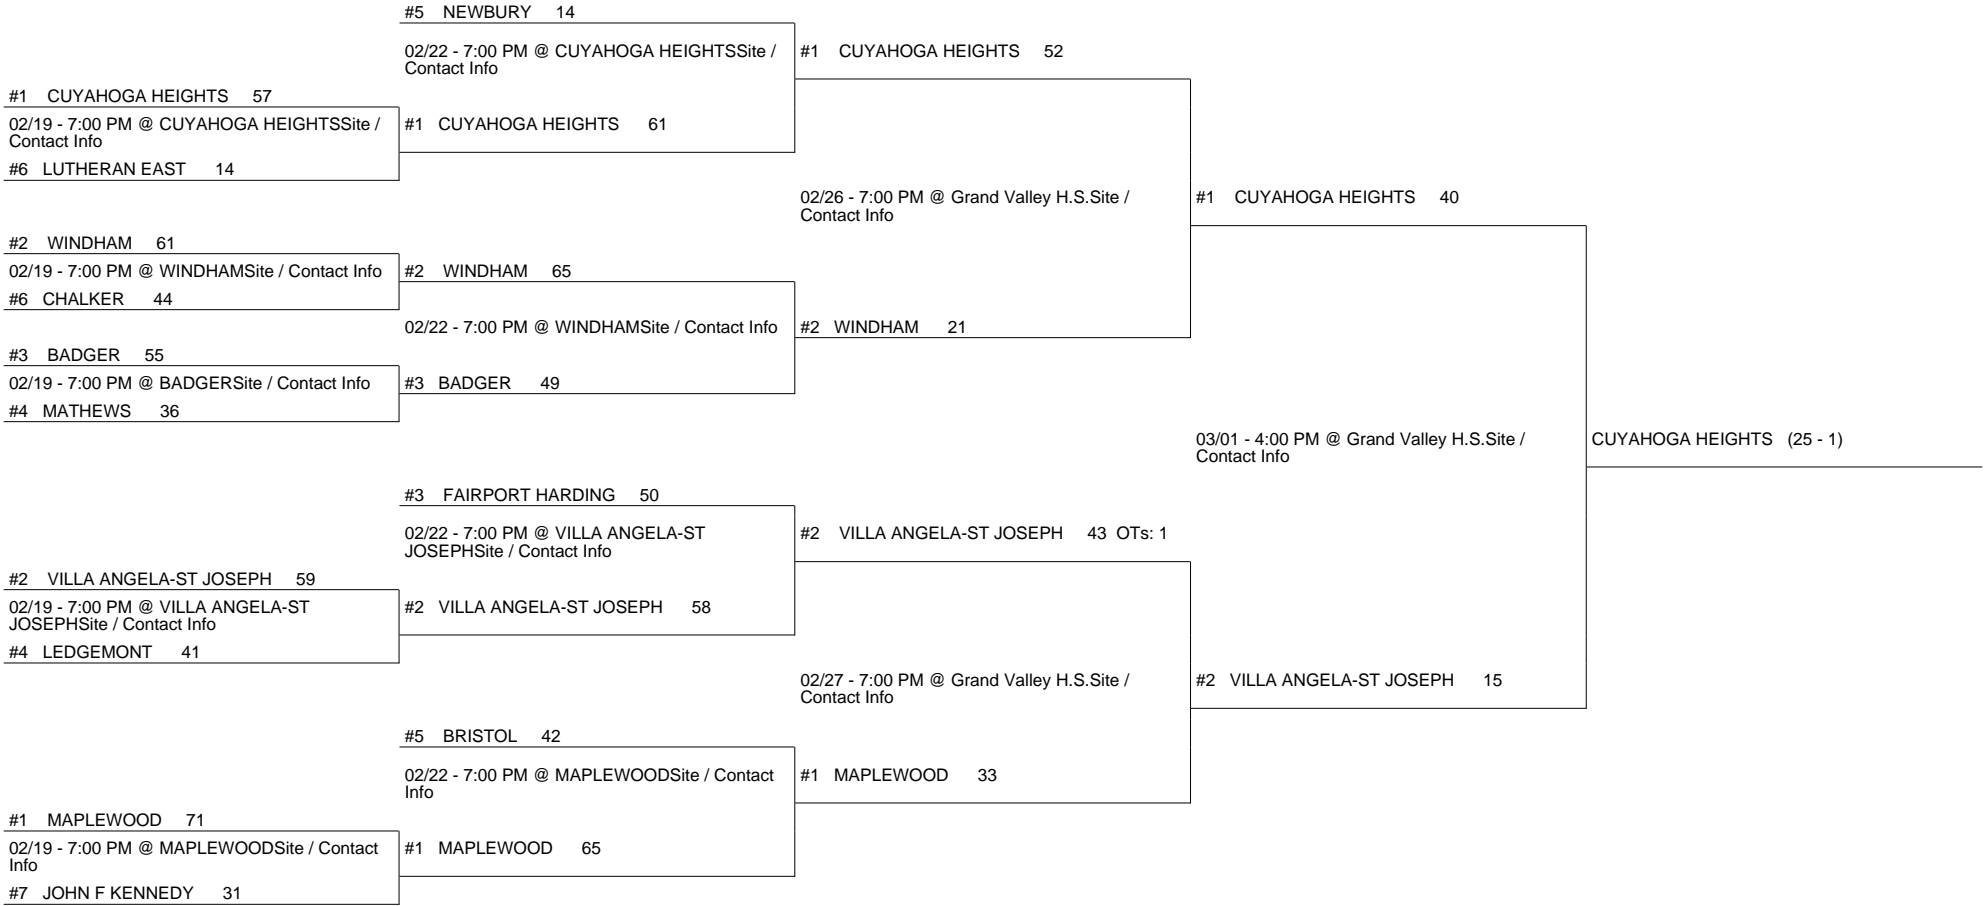 #5 NEWBURY 14
02/22 - 7:00 PM @ CUYAHOGA HEIGHTSSite /
Contact Info
#1 CUYAHOGA HEIGHTS 52
#1 CUYAHOGA HEIGHTS 57
02/19 - 7:00 PM @ CUYAHOGA HEIGHTSSite /
Contact Info
#6 LUTHERAN EAST 14
#1 CUYAHOGA HEIGHTS 61
02/26 - 7:00 PM @ Grand Valley H.S.Site /
Contact Info
#1 CUYAHOGA HEIGHTS 40
#2 WINDHAM 61
02/19 - 7:00 PM @ WINDHAMSite / Contact Info
#6 CHALKER 44
#2 WINDHAM 65
02/22 - 7:00 PM @ WINDHAMSite / Contact Info
#2 WINDHAM 21
#3 BADGER 55
02/19 - 7:00 PM @ BADGERSite / Contact Info
#4 MATHEWS 36
#3 BADGER 49
03/01 - 4:00 PM @ Grand Valley H.S.Site /
Contact Info
CUYAHOGA HEIGHTS (25 - 1)
#3 FAIRPORT HARDING 50
02/22 - 7:00 PM @ VILLA ANGELA-ST
JOSEPHSite / Contact Info
#2 VILLA ANGELA-ST JOSEPH 43 OTs: 1
#2 VILLA ANGELA-ST JOSEPH 59
02/19 - 7:00 PM @ VILLA ANGELA-ST
JOSEPHSite / Contact Info
#4 LEDGEMONT 41
#2 VILLA ANGELA-ST JOSEPH 58
02/27 - 7:00 PM @ Grand Valley H.S.Site /
Contact Info
#2 VILLA ANGELA-ST JOSEPH 15
#5 BRISTOL 42
02/22 - 7:00 PM @ MAPLEWOODSite / Contact
Info
#1 MAPLEWOOD 33
#1 MAPLEWOOD 71
02/19 - 7:00 PM @ MAPLEWOODSite / Contact
Info
#7 JOHN F KENNEDY 31
#1 MAPLEWOOD 65